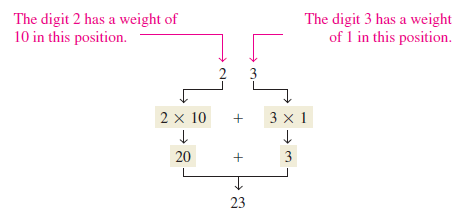 The digit 2 has a weight of
10 in this position.
The digit 3 has a weight
of 1 in this position.
2 3
2 × 10 + 3 × 1
20 + 3
23